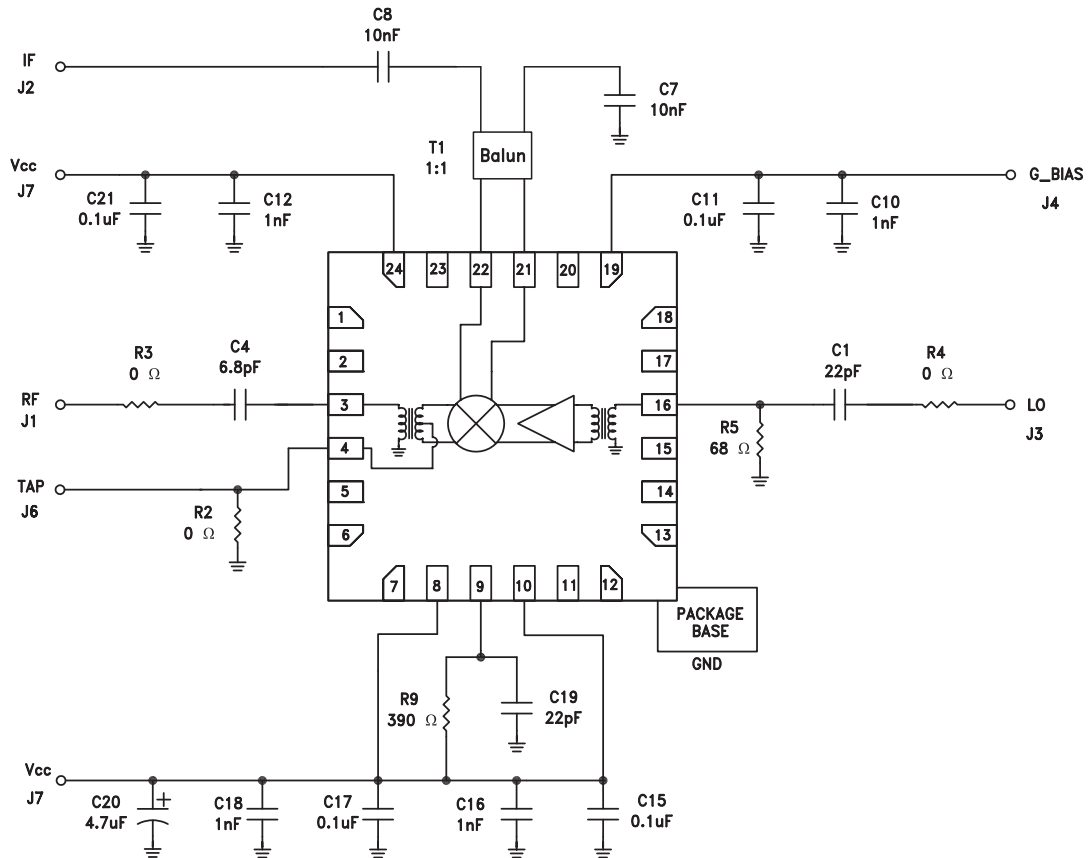 C8
10nF
IF
J2
C7
10nF
T1
1:1
Balun
Vcc
J7
C21
0.1uF
C12
1nF
C11
0.1uF
C10
1nF
G_BIAS
J4
24
23
22
21
20
19
1
2
3
4
5
6
18
17
16
15
14
13
R3
0 Ω
C4
6.8pF
RF
J1
C1
22pF
R4
0 Ω
LO
J3
R5
68 Ω
TAP
J6
R2
0 Ω
7
8
9
10
11
12
PACKAGE
BASE
GND
R9
390 Ω
C19
22pF
Vcc
J7
C20
4.7uF
+
C18
1nF
C17
0.1uF
C16
1nF
C15
0.1uF